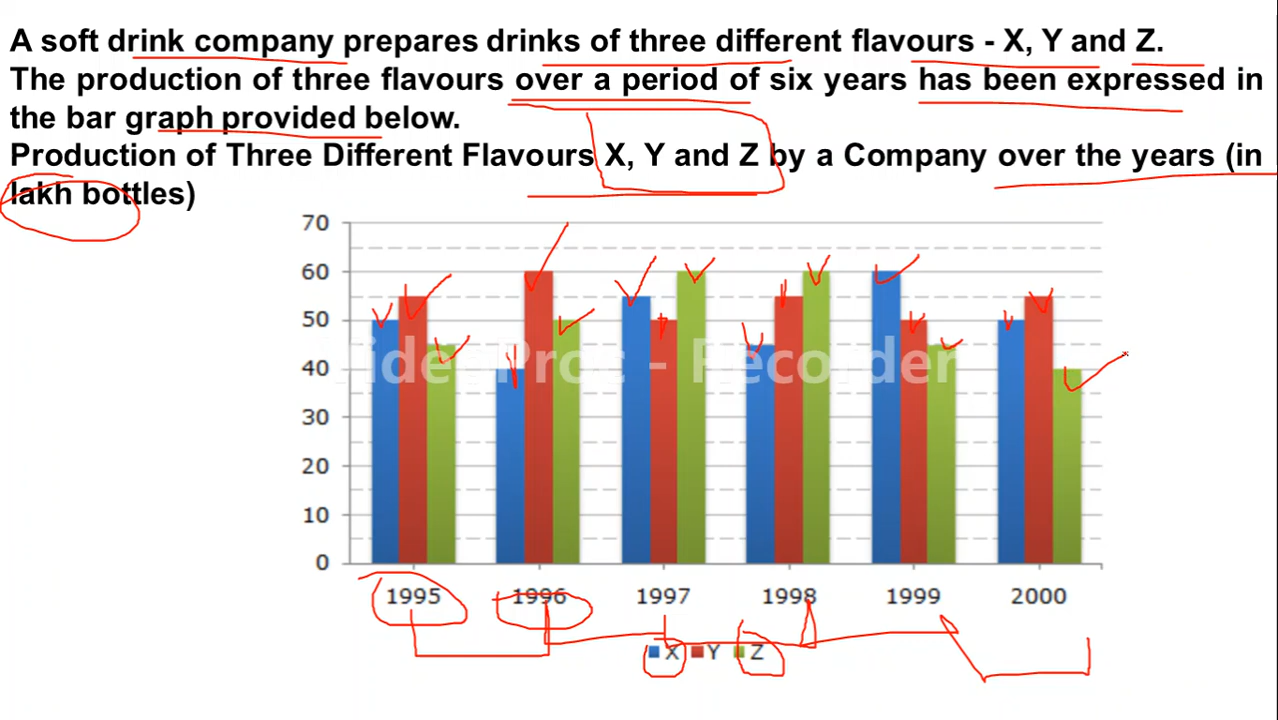 A soft drink company prepares drinks of three different flavours - X, Y and Z.
The production of three flavours over a period of six years has been expressed in
the bar graph provided below.
Production of Three Different Flavours X, Y and Z by a Company over the years (in
lakh bottles)
70
60
50
40
30
20
10
0
VideoProc - Recorder
1995 1996 1997 1998 1999 2000
X Y Z